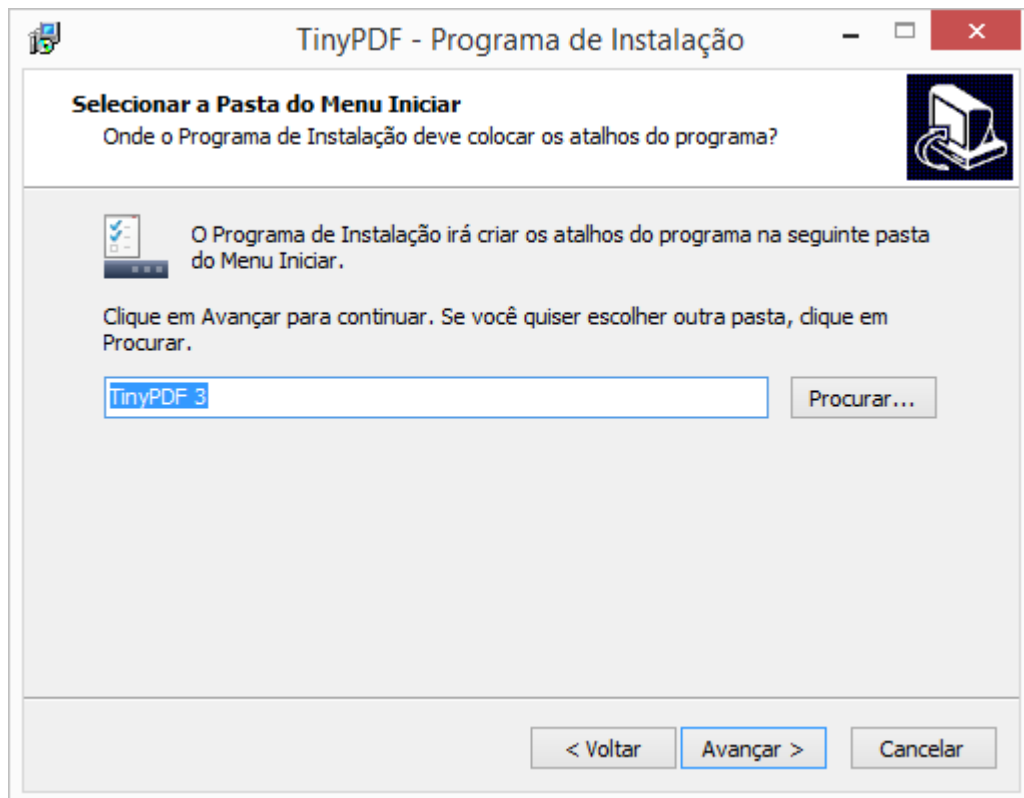 TinyPDF - Programa de Instalação
Selecionar a Pasta do Menu Iniciar
Onde o Programa de Instalação deve colocar os atalhos do programa?
O Programa de Instalação irá criar os atalhos do programa na seguinte pasta
do Menu Iniciar.
Clique em Avançar para continuar. Se você quiser escolher outra pasta, clique em
Procurar.
TinyPDF 3
Procurar...
< Voltar
Avançar >
Cancelar